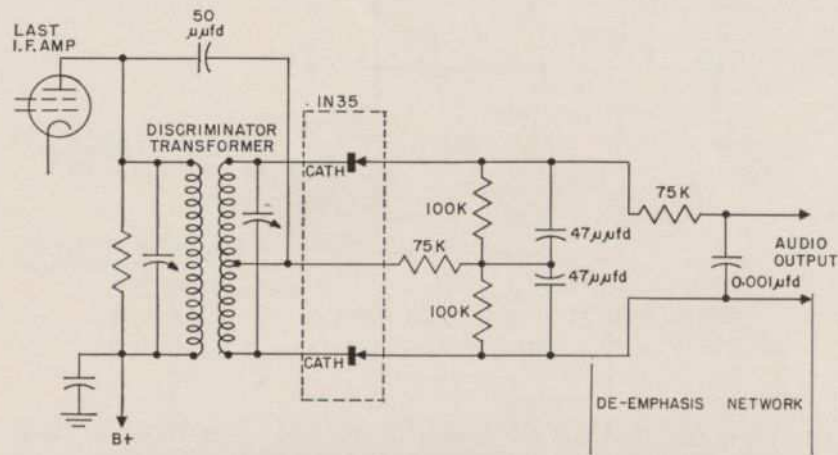 LAST
I.F. AMP
50
μμfd
IN35
DISCRIMINATOR
TRANSFORMER
CATH
100K
75K
47μμfd
47μμfd
100K
CATH
75K
AUDIO
OUTPUT
0.001μfd
DE-EMPHASIS NETWORK
B+